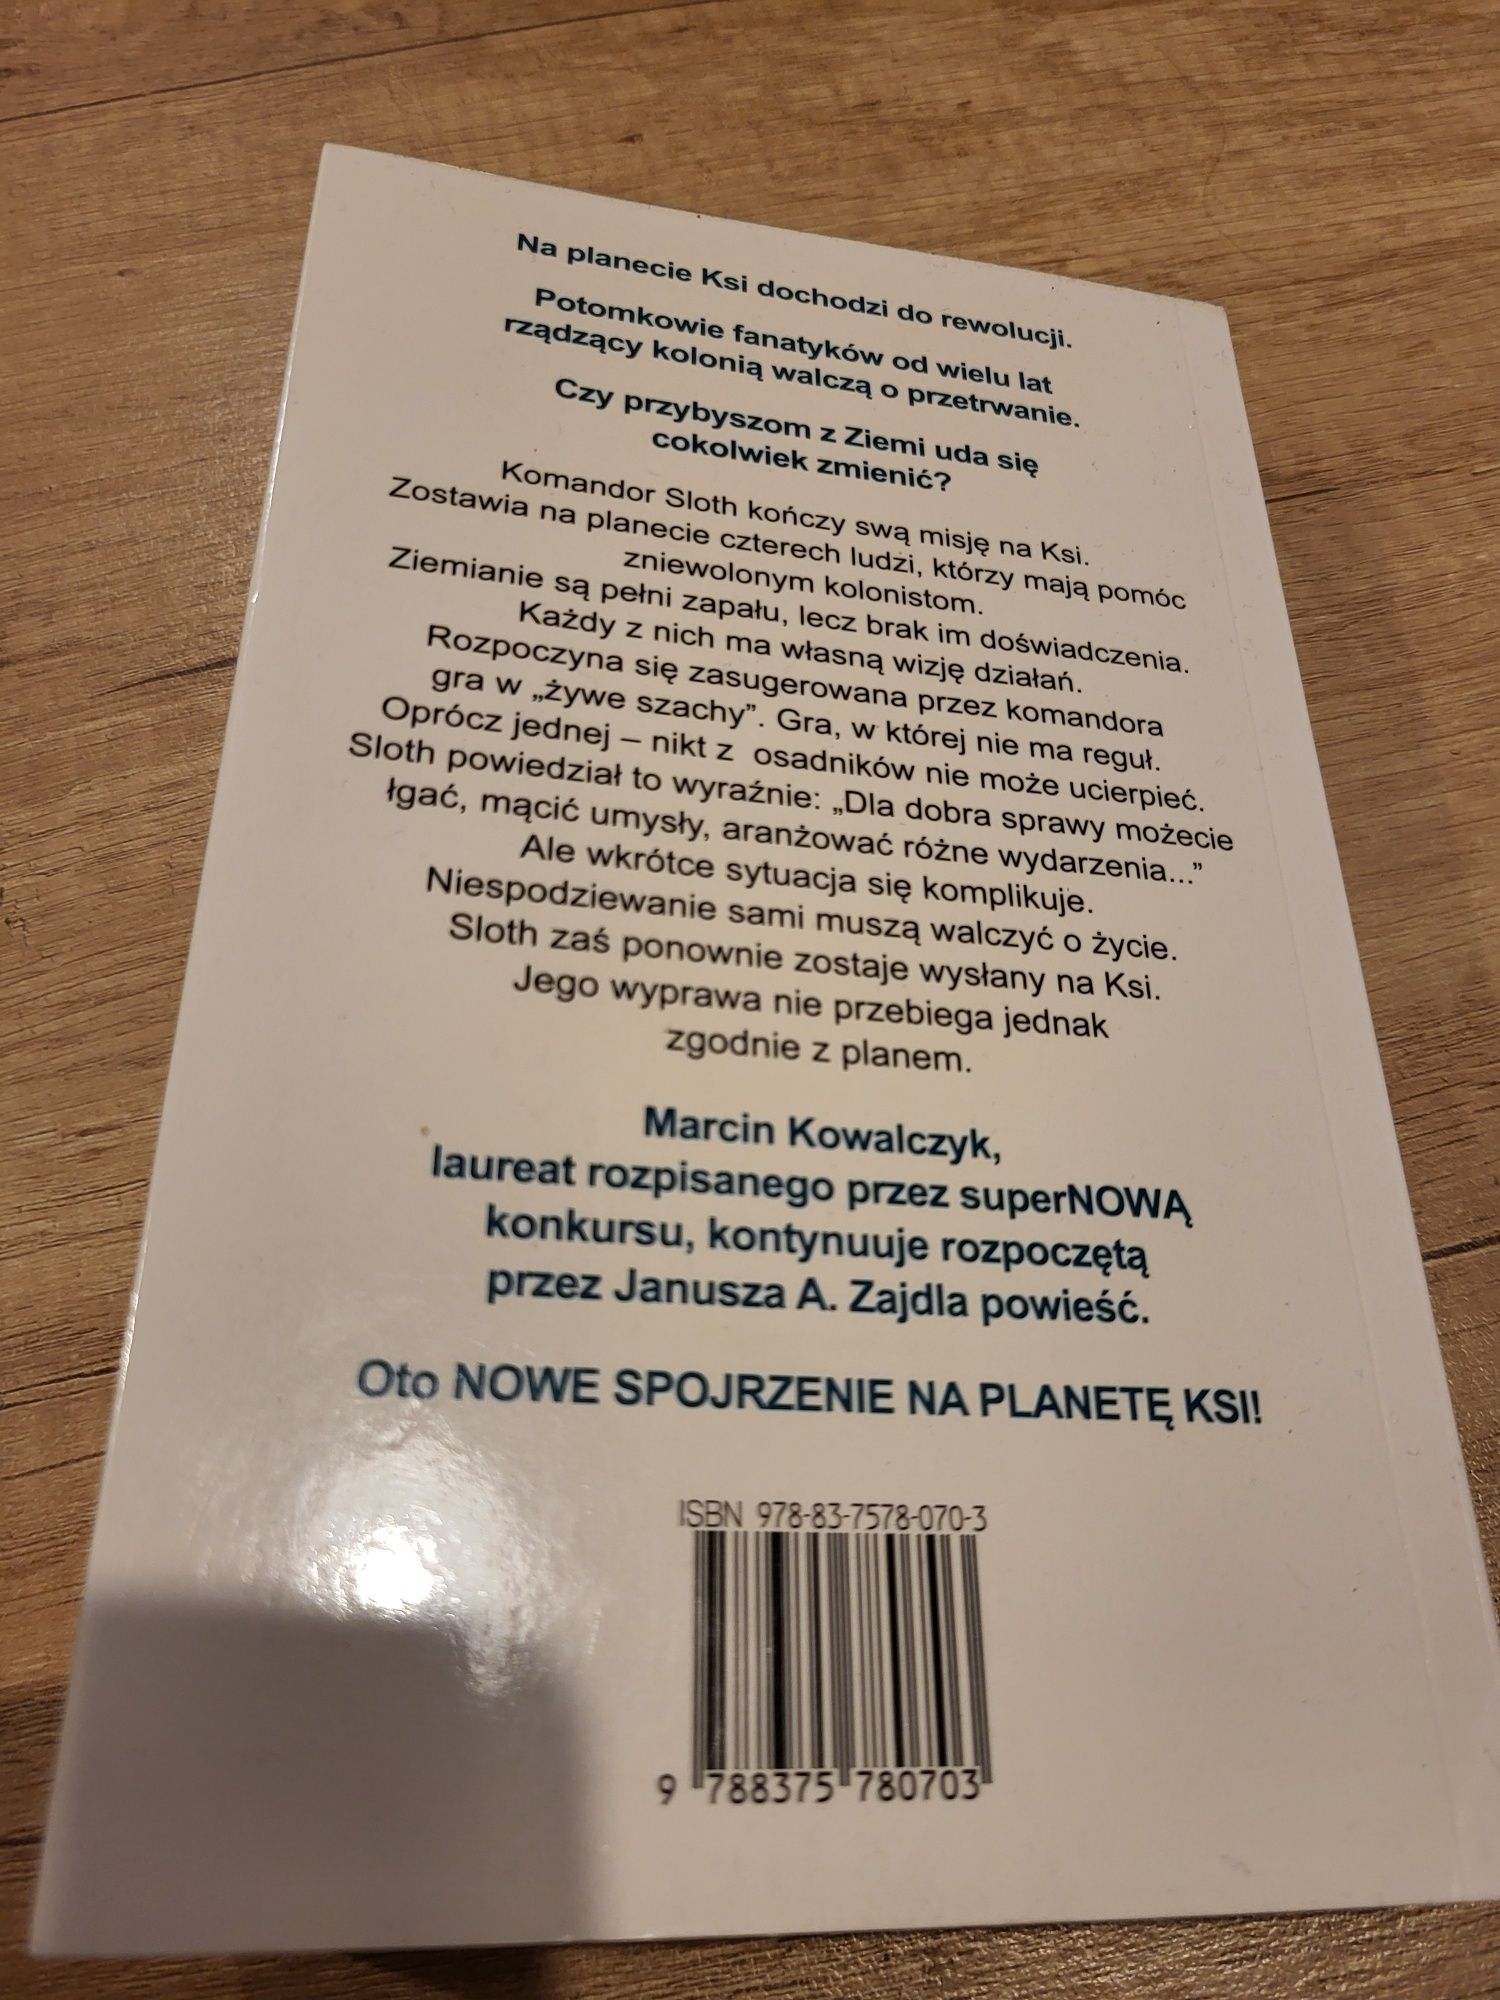 Na planecie Ksi dochodzi do rewolucji.
Potomkowie fanatyków od wielu lat
rządzący kolonią walczą o przetrwanie.
Czy przybyszom z Ziemi uda się
cokolwiek zmienić?
Komandor Sloth kończy swą misję na Ksi.
Zostawia na planecie czterech ludzi, którzy mają pomóc
zniewolonym kolonistom.
Ziemianie są pełni zapału, lecz brak im doświadczenia.
Każdy z nich ma własną wizję działań.
Rozpoczyna się zasugerowana przez komandora
gra w „żywe szachy”. Gra, w której nie ma reguł.
Oprócz jednej – nikt z osadników nie może ucierpieć.
Sloth powiedział to wyraźnie: „Dla dobra sprawy możecie
łgać, mącić umysły, aranżować różne wydarzenia...”
Ale wkrótce sytuacja się komplikuje.
Niespodziewanie sami muszą walczyć o życie.
Sloth zaś ponownie zostaje wysłany na Ksi.
Jego wyprawa nie przebiega jednak
zgodnie z planem.
Marcin Kowalczyk,
laureat rozpisanego przez superNOWĄ
konkursu, kontynuuje rozpoczętą
przez Janusza A. Zajdla powieść.
Oto NOWE SPOJRZENIE NA PLANETĘ KSI!
ISBN 978-83-7578-070-3
9 788375 780703